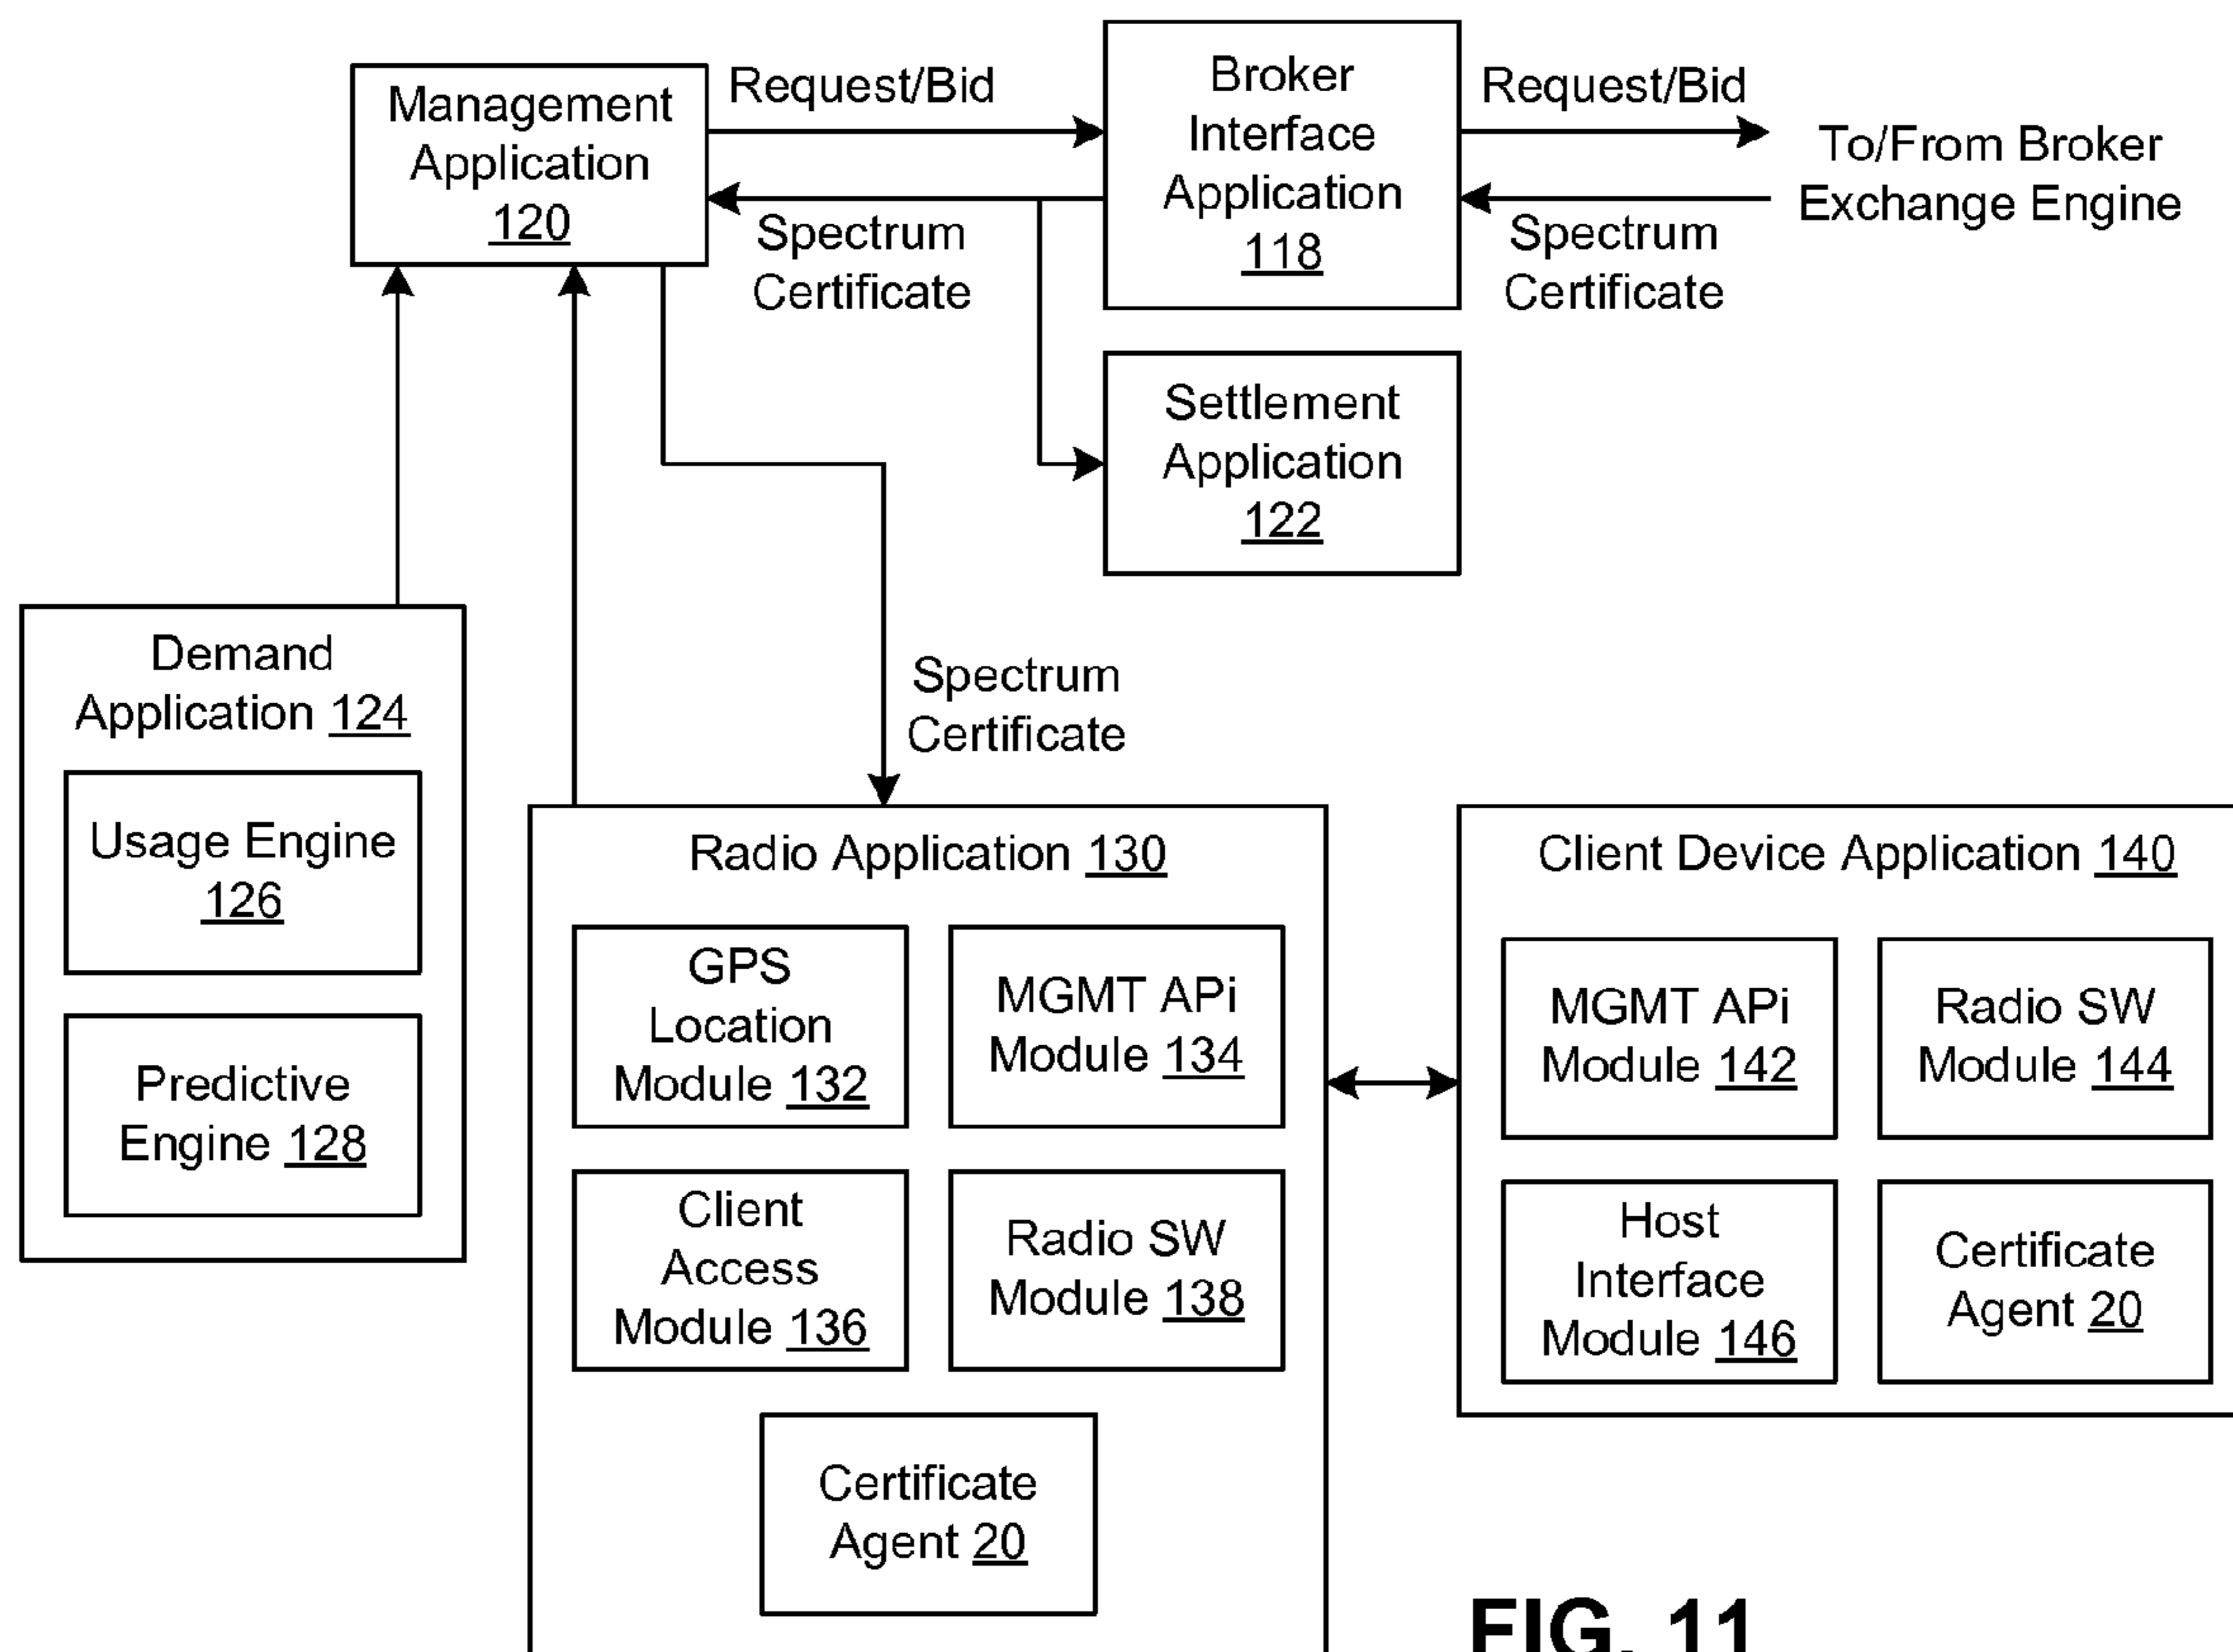 Management
Application
120
Request/Bid
Spectrum
Certificate
Broker
Interface
Application
118
Request/Bid
Spectrum
Certificate
To/From Broker
Exchange Engine
Settlement
Application
122
Demand
Application 124
Usage Engine
126
Predictive
Engine 128
Spectrum
Certificate
Radio Application 130
GPS
Location
Module 132
MGMT APi
Module 134
Client
Access
Module 136
Radio SW
Module 138
Certificate
Agent 20
Client Device Application 140
MGMT APi
Module 142
Radio SW
Module 144
Host
Interface
Module 146
Certificate
Agent 20
FIG. 11